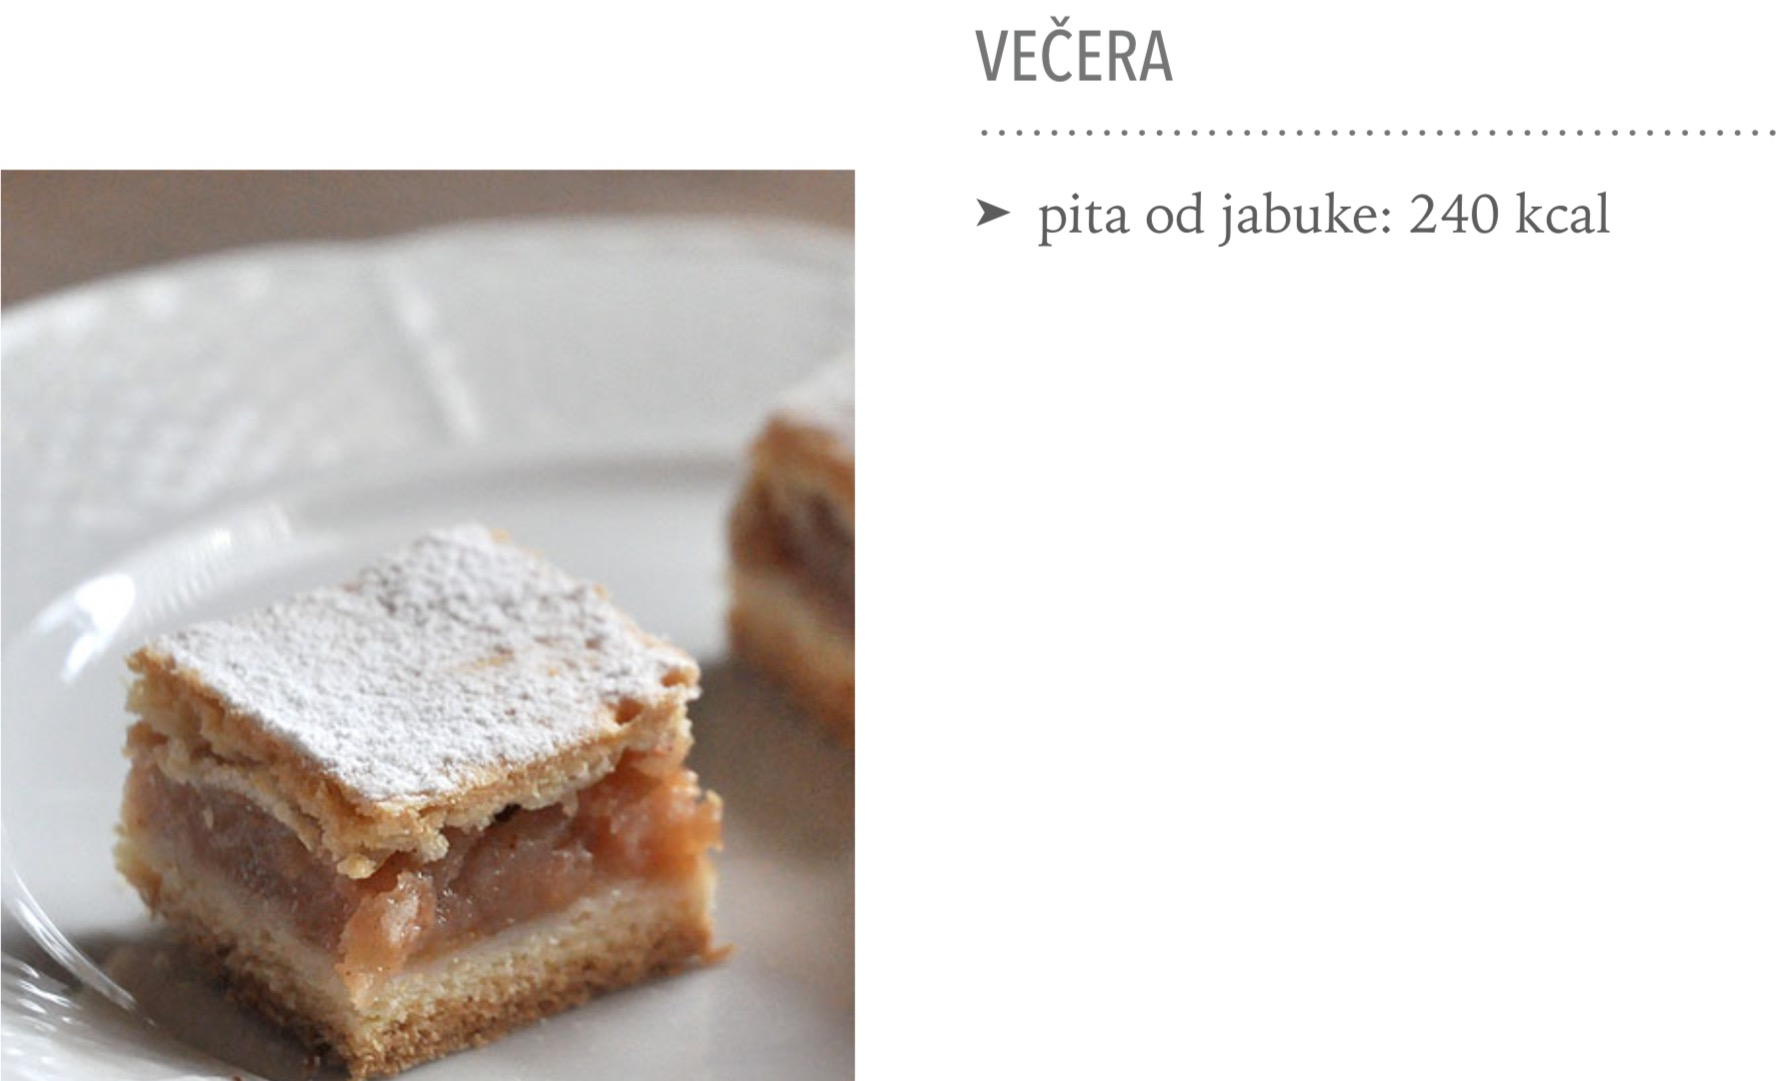 VEČERA
➤ pita od jabuke: 240 kcal